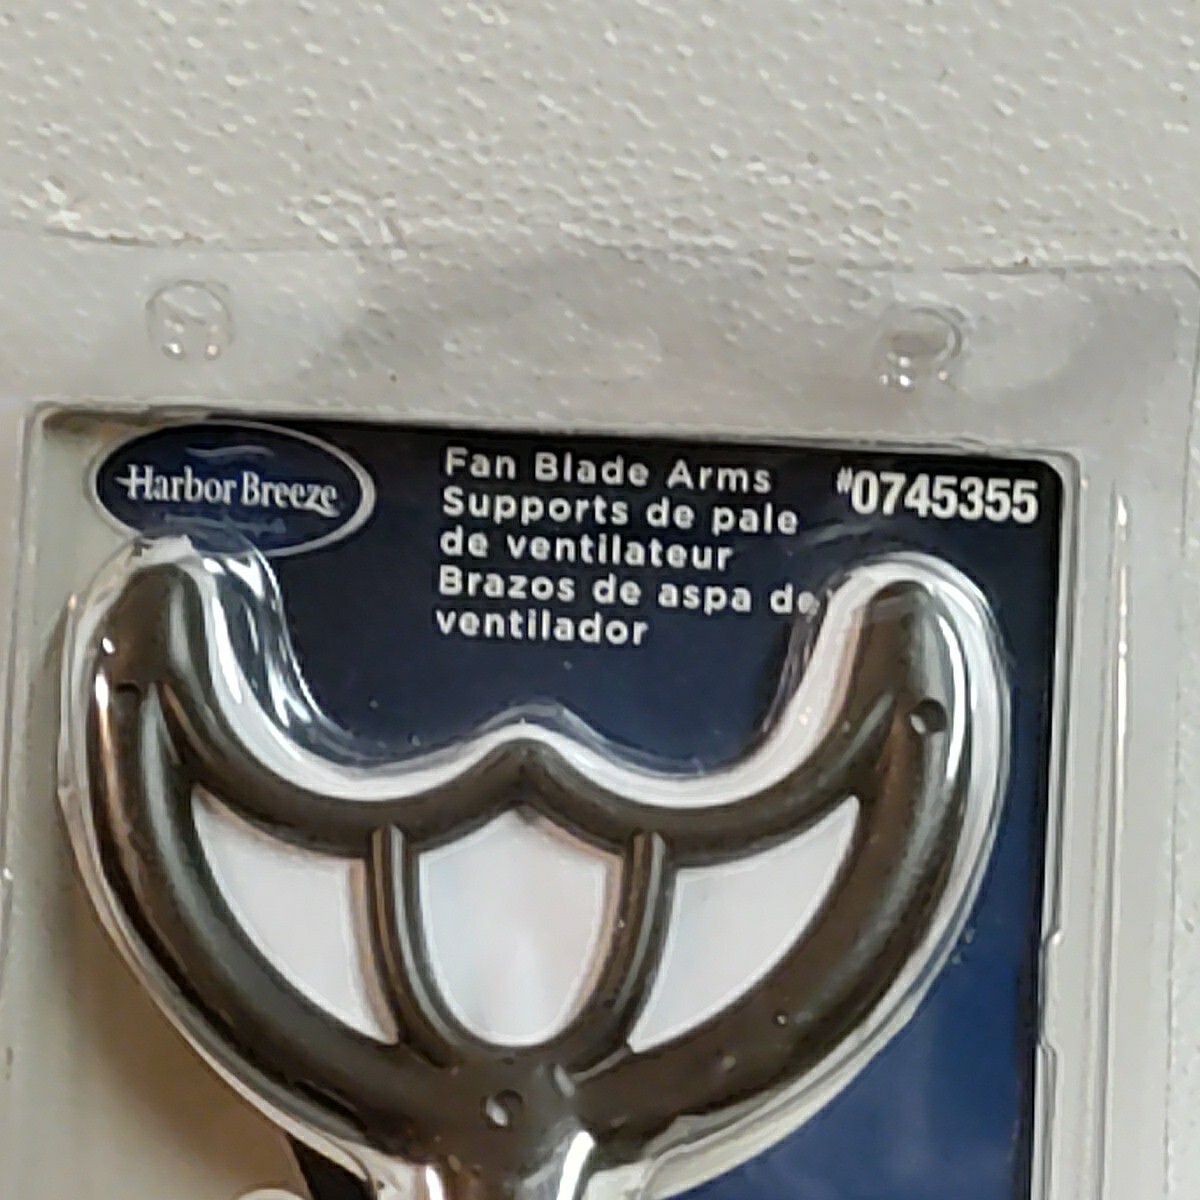 Harbor Breeze
Fan Blade Arms
Supports de pale
de ventilateur
Brazos de aspa de
ventilador
#0745355